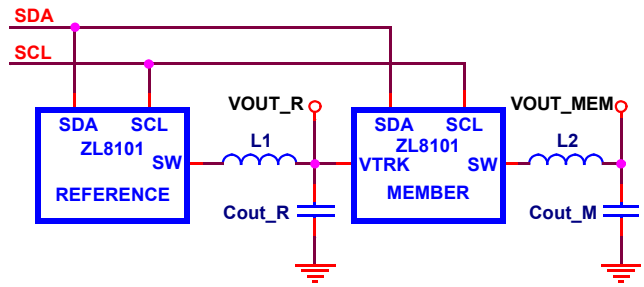 SDA
SCL
VOUT_R
VOUT_MEM
SDA SCL
ZL8101
SW
REFERENCE
L1
Cout_R
SDA SCL
ZL8101
VTRK SW
MEMBER
L2
Cout_M